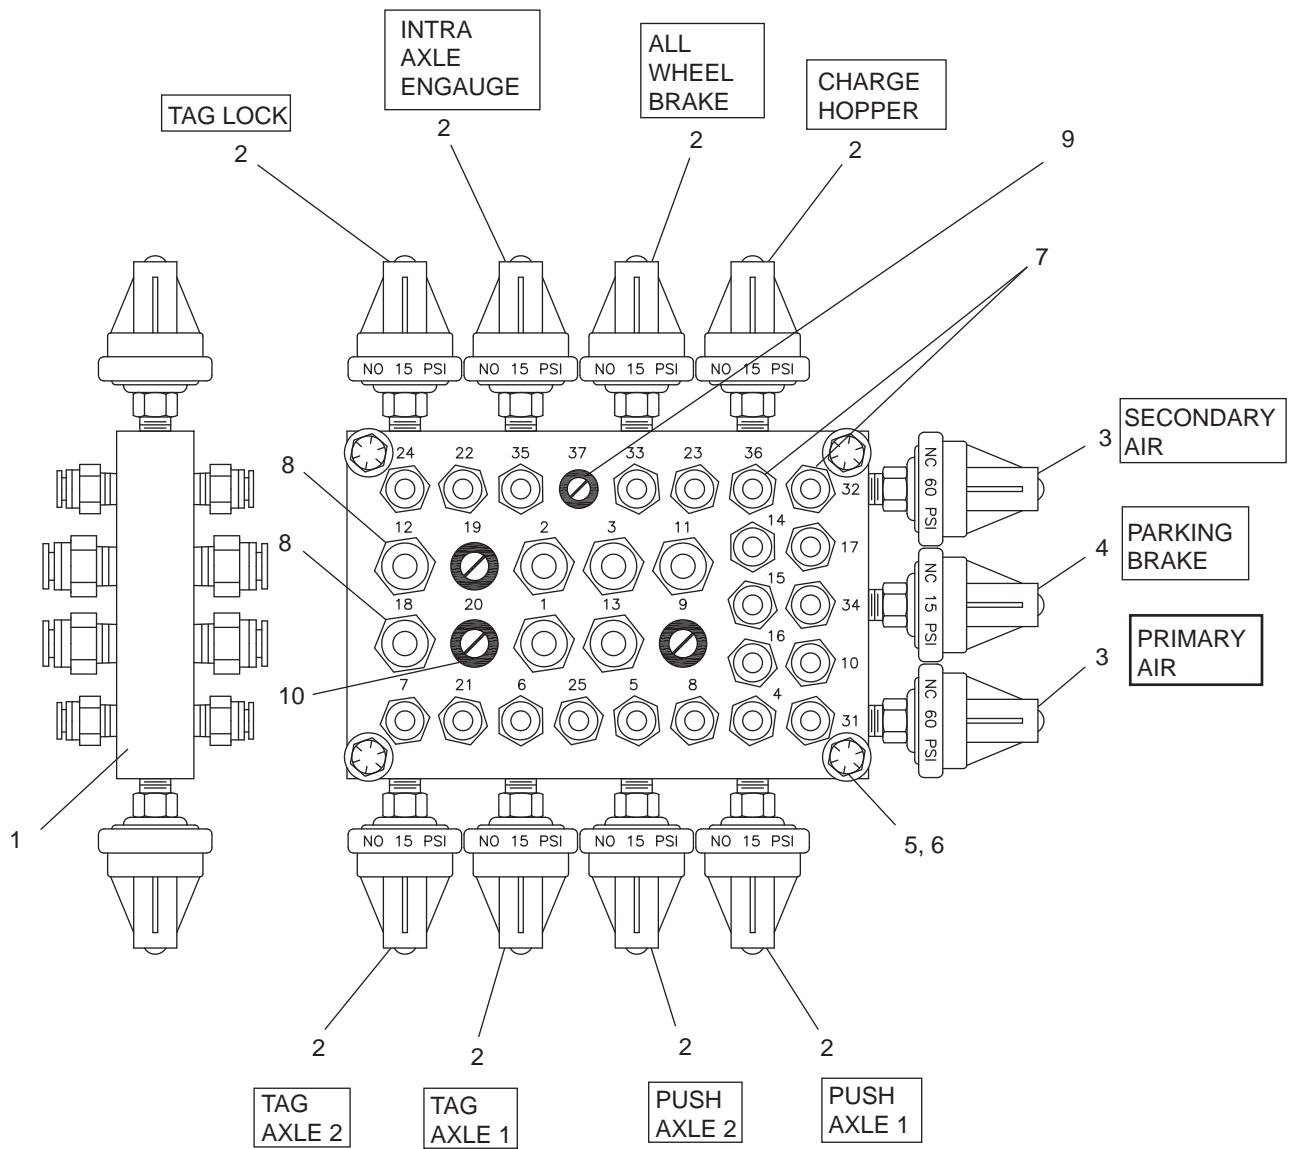 INTRA
AXLE
ENGAUGE
2
ALL
WHEEL
BRAKE
2
CHARGE
HOPPER
2
TAG LOCK
2
9
7
NO 15 PSI
NO 15 PSI
NO 15 PSI
NO 15 PSI
SECONDARY
AIR
3
NC 60 PSI
PARKING
BRAKE
4
NC 15 PSI
PRIMARY
AIR
3
NC 60 PSI
8
8
10
24 22 35 37 33 23 36
32
12 19 2 3 11 14
17
15
18 20 1 13 9 34
16
10
7 21 6 25 5 8 4
31
1
5, 6
NO 15 PSI
NO 15 PSI
NO 15 PSI
NO 15 PSI
2
TAG
AXLE 2
2
TAG
AXLE 1
2
PUSH
AXLE 2
2
PUSH
AXLE 1